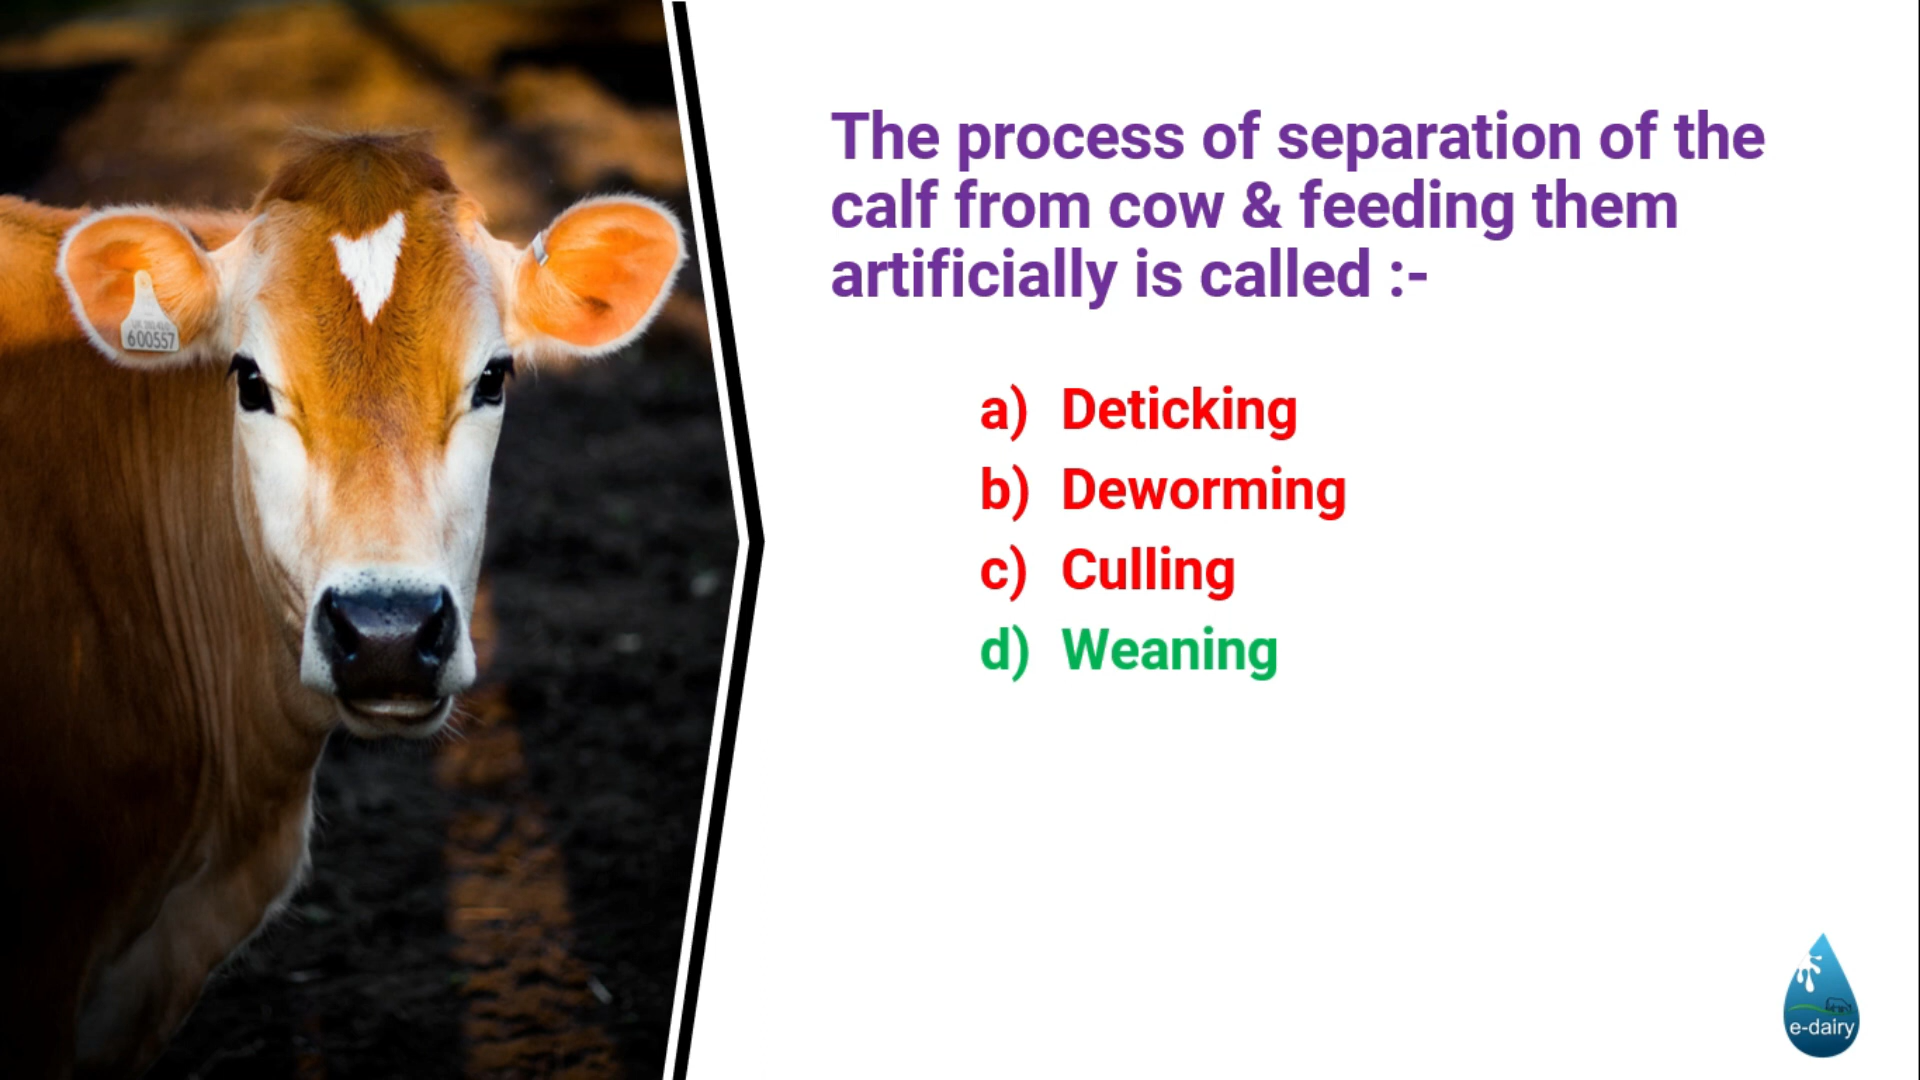 The process of separation of the
calf from cow & feeding them
artificially is called :-
a) Deticking
b) Deworming
c) Culling
d) Weaning
600557
e-dairy